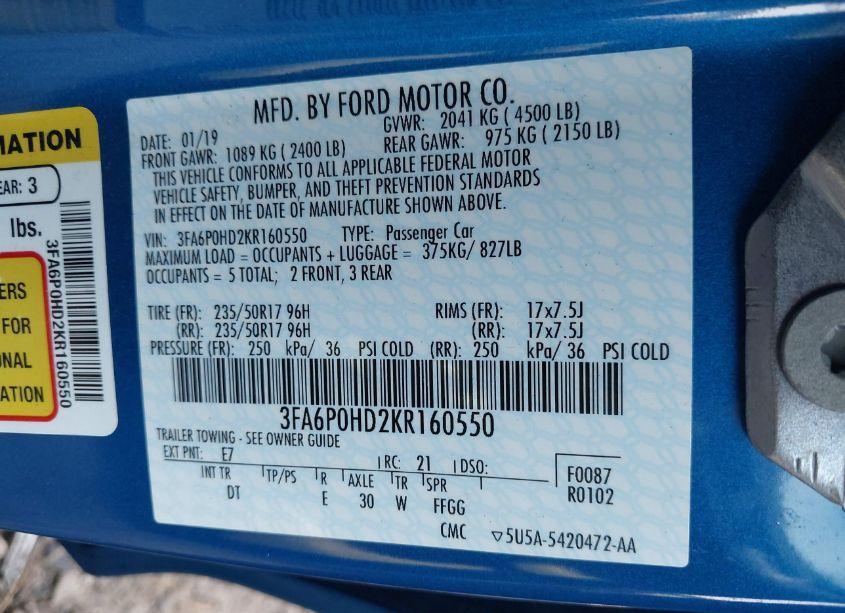 MFD. BY FORD MOTOR CO.
DATE: 01/19 GVWR: 2041 KG ( 4500 LB)
FRONT GAWR: 1089 KG ( 2400 LB) REAR GAWR: 975 KG ( 2150 LB)
THIS VEHICLE CONFORMS TO ALL APPLICABLE FEDERAL MOTOR
VEHICLE SAFETY, BUMPER, AND THEFT PREVENTION STANDARDS
IN EFFECT ON THE DATE OF MANUFACTURE SHOWN ABOVE.
VIN: 3FA6P0HD2KR160550 TYPE: Passenger Car
MAXIMUM LOAD = OCCUPANTS + LUGGAGE = 375KG/ 827LB
OCCUPANTS = 5 TOTAL; 2 FRONT, 3 REAR
TIRE (FR): 235/50R17 96H RIMS (FR): 17x7.5J
(RR): 235/50R17 96H (RR): 17x7.5J
PRESSURE (FR): 250 kPa/ 36 PSI COLD (RR): 250 kPa/ 36 PSI COLD
3FA6P0HD2KR160550
TRAILER TOWING - SEE OWNER GUIDE
EXT PNT: E7 RC: 21 DSO:
F0087
R0102
INT TR TP/PS R AXLE TR SPR
DT E 30 W FFGG
CMC ▽5U5A-5420472-AA
MATION
EAR: 3
lbs.
3FA6P0HD2KR160550
ERS
FOR
ONAL
ATION